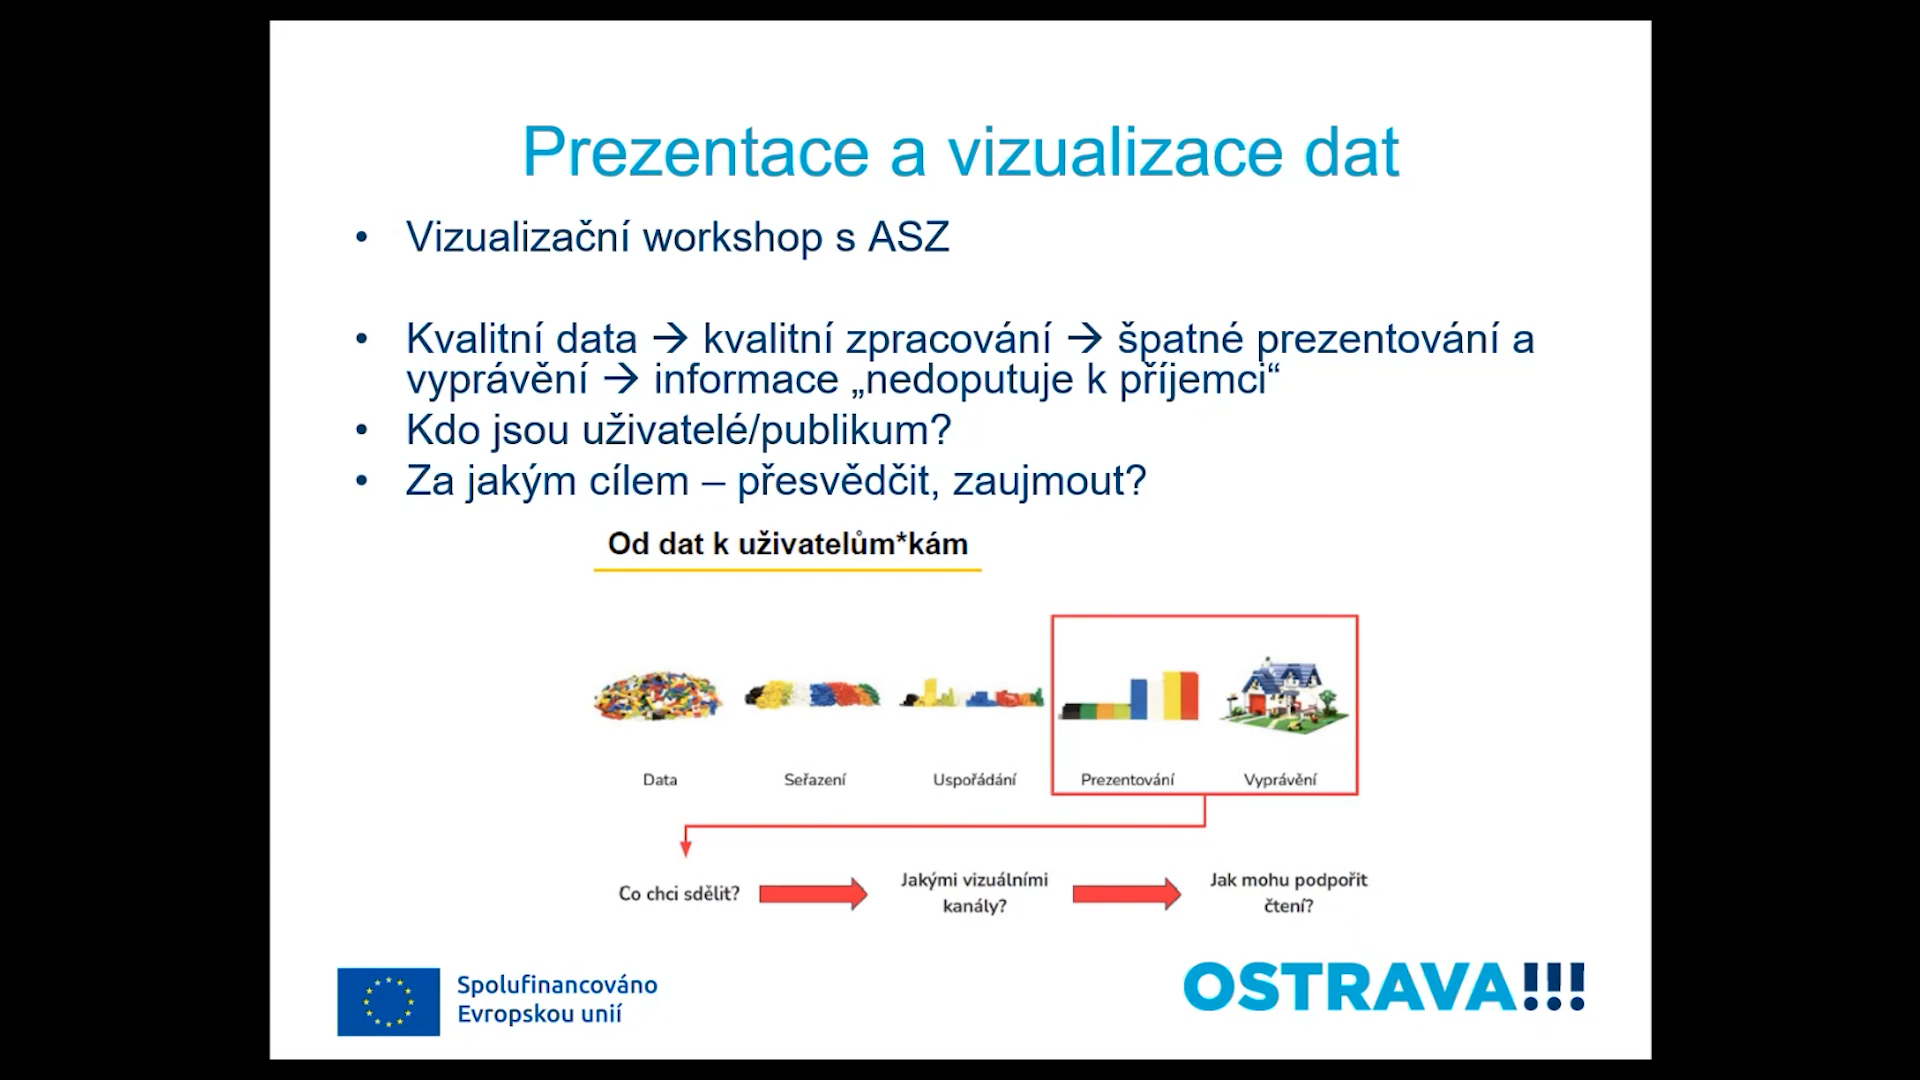 Prezentace a vizualizace dat
• Vizualizační workshop s ASZ
• Kvalitní data → kvalitní zpracování → špatné prezentování a
vyprávění → informace „nedoputuje k příjemci“
• Kdo jsou uživatelé/publikum?
• Za jakým cílem – přesvědčit, zaujmout?
Od dat k uživatelům*kám
Data Seřazení Uspořádání Prezentování Vyprávění
Co chci sdělit?
Jakými vizuálními
kanály?
Jak mohu podpořit
čtení?
Spolufinancováno
Evropskou unií
OSTRAVA!!!